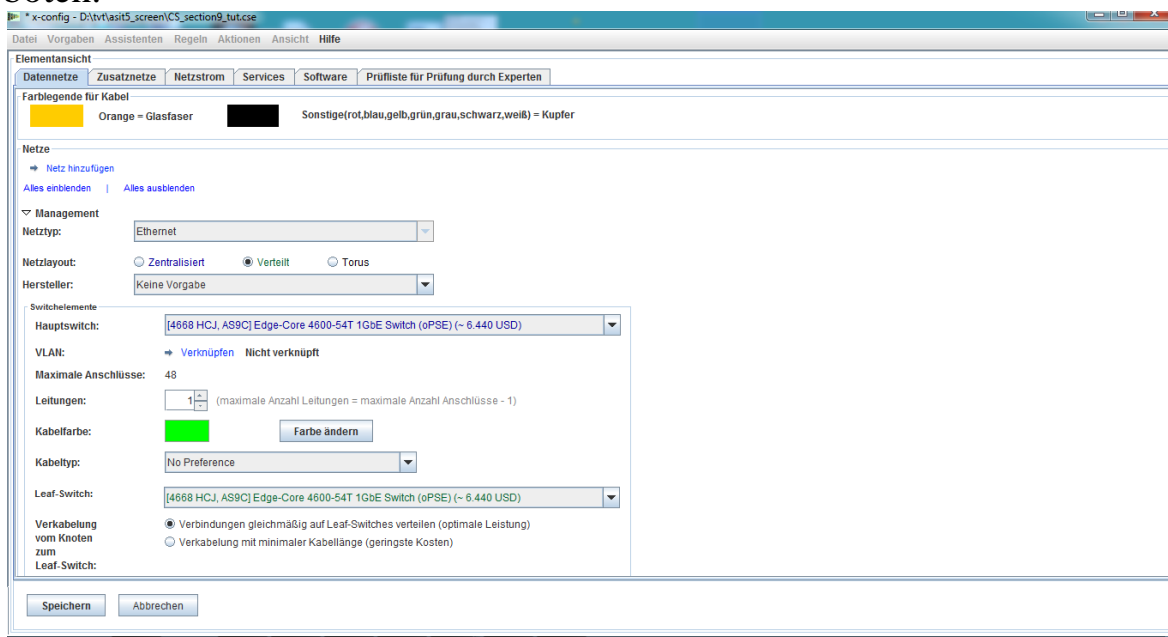 * x-config - D:\tvt\asit5_screen\CS_section9_tut.cse
Datei Vorgaben Assistenten Regeln Aktionen Ansicht Hilfe
Elementansicht
Datennetze Zusatznetze Netzstrom Services Software Prüfliste für Prüfung durch Experten
Farblegende für Kabel
Orange = Glasfaser Sonstige(rot,blau,gelb,grün,grau,schwarz,weiß) = Kupfer
Netze
Netz hinzufügen
Alles einblenden | Alles ausblenden
Management
Netztyp: Ethernet
Netzlayout: Zentralisiert Verteilt Torus
Hersteller: Keine Vorgabe
Switchelemente
Hauptswitch: [4668 HCJ, AS9C] Edge-Core 4600-54T 1GbE Switch (oPSE) (~ 6.440 USD)
VLAN: Verknüpfen Nicht verknüpft
Maximale Anschlüsse: 48
Leitungen: 1 (maximale Anzahl Leitungen = maximale Anzahl Anschlüsse - 1)
Kabelfarbe: Farbe ändern
Kabeltyp: No Preference
Leaf-Switch: [4668 HCJ, AS9C] Edge-Core 4600-54T 1GbE Switch (oPSE) (~ 6.440 USD)
Verkabelung Verbindungen gleichmäßig auf Leaf-Switches verteilen (optimale Leistung)
vom Knoten Verkabelung mit minimaler Kabellänge (geringste Kosten)
zum
Leaf-Switch:
Speichern Abbrechen